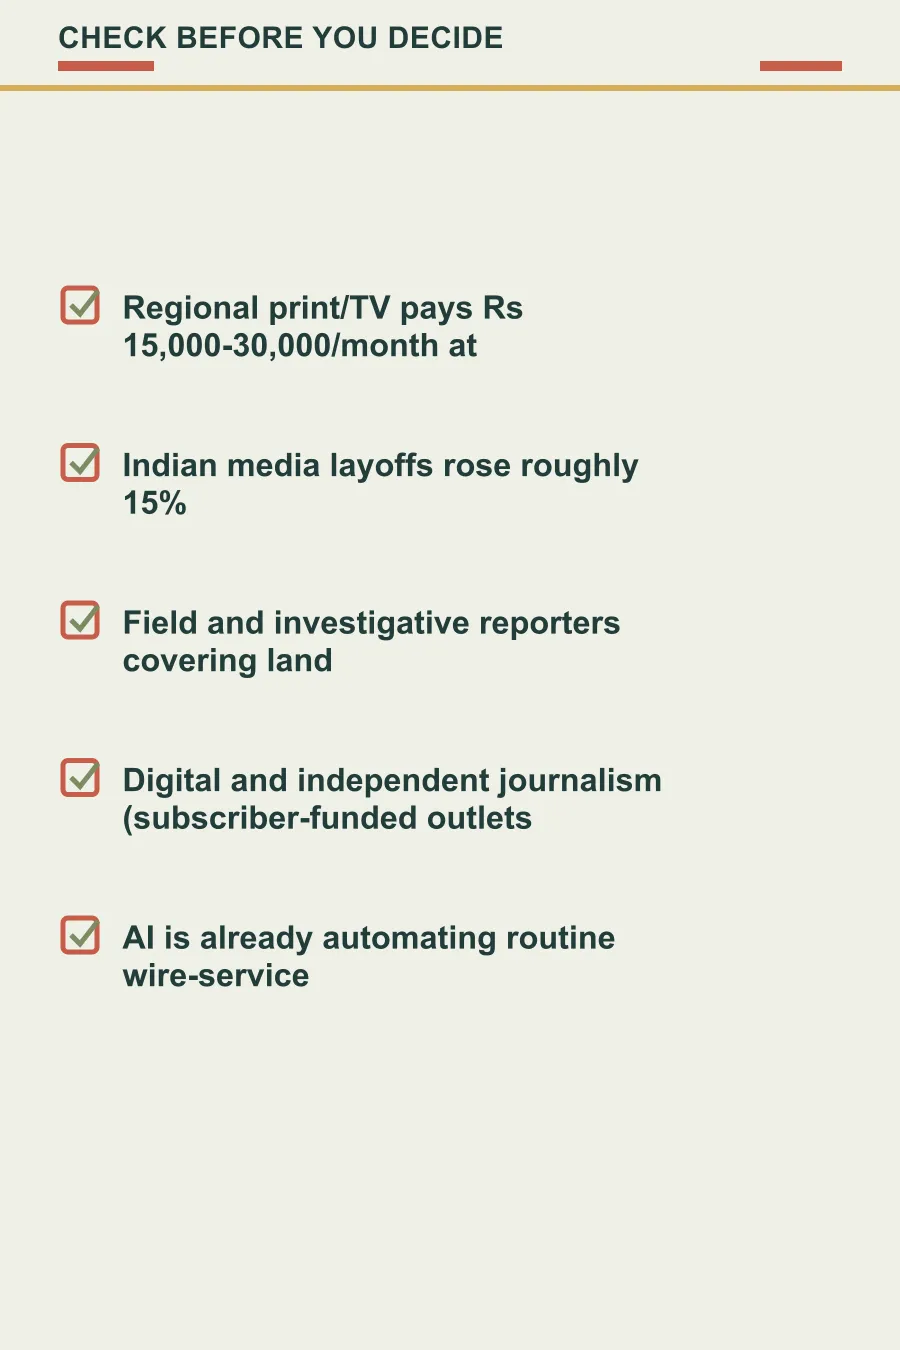 CHECK BEFORE YOU DECIDE
Regional print/TV pays Rs
15,000-30,000/month at
Indian media layoffs rose roughly
15%
Field and investigative reporters
covering land
Digital and independent journalism
(subscriber-funded outlets
AI is already automating routine
wire-service